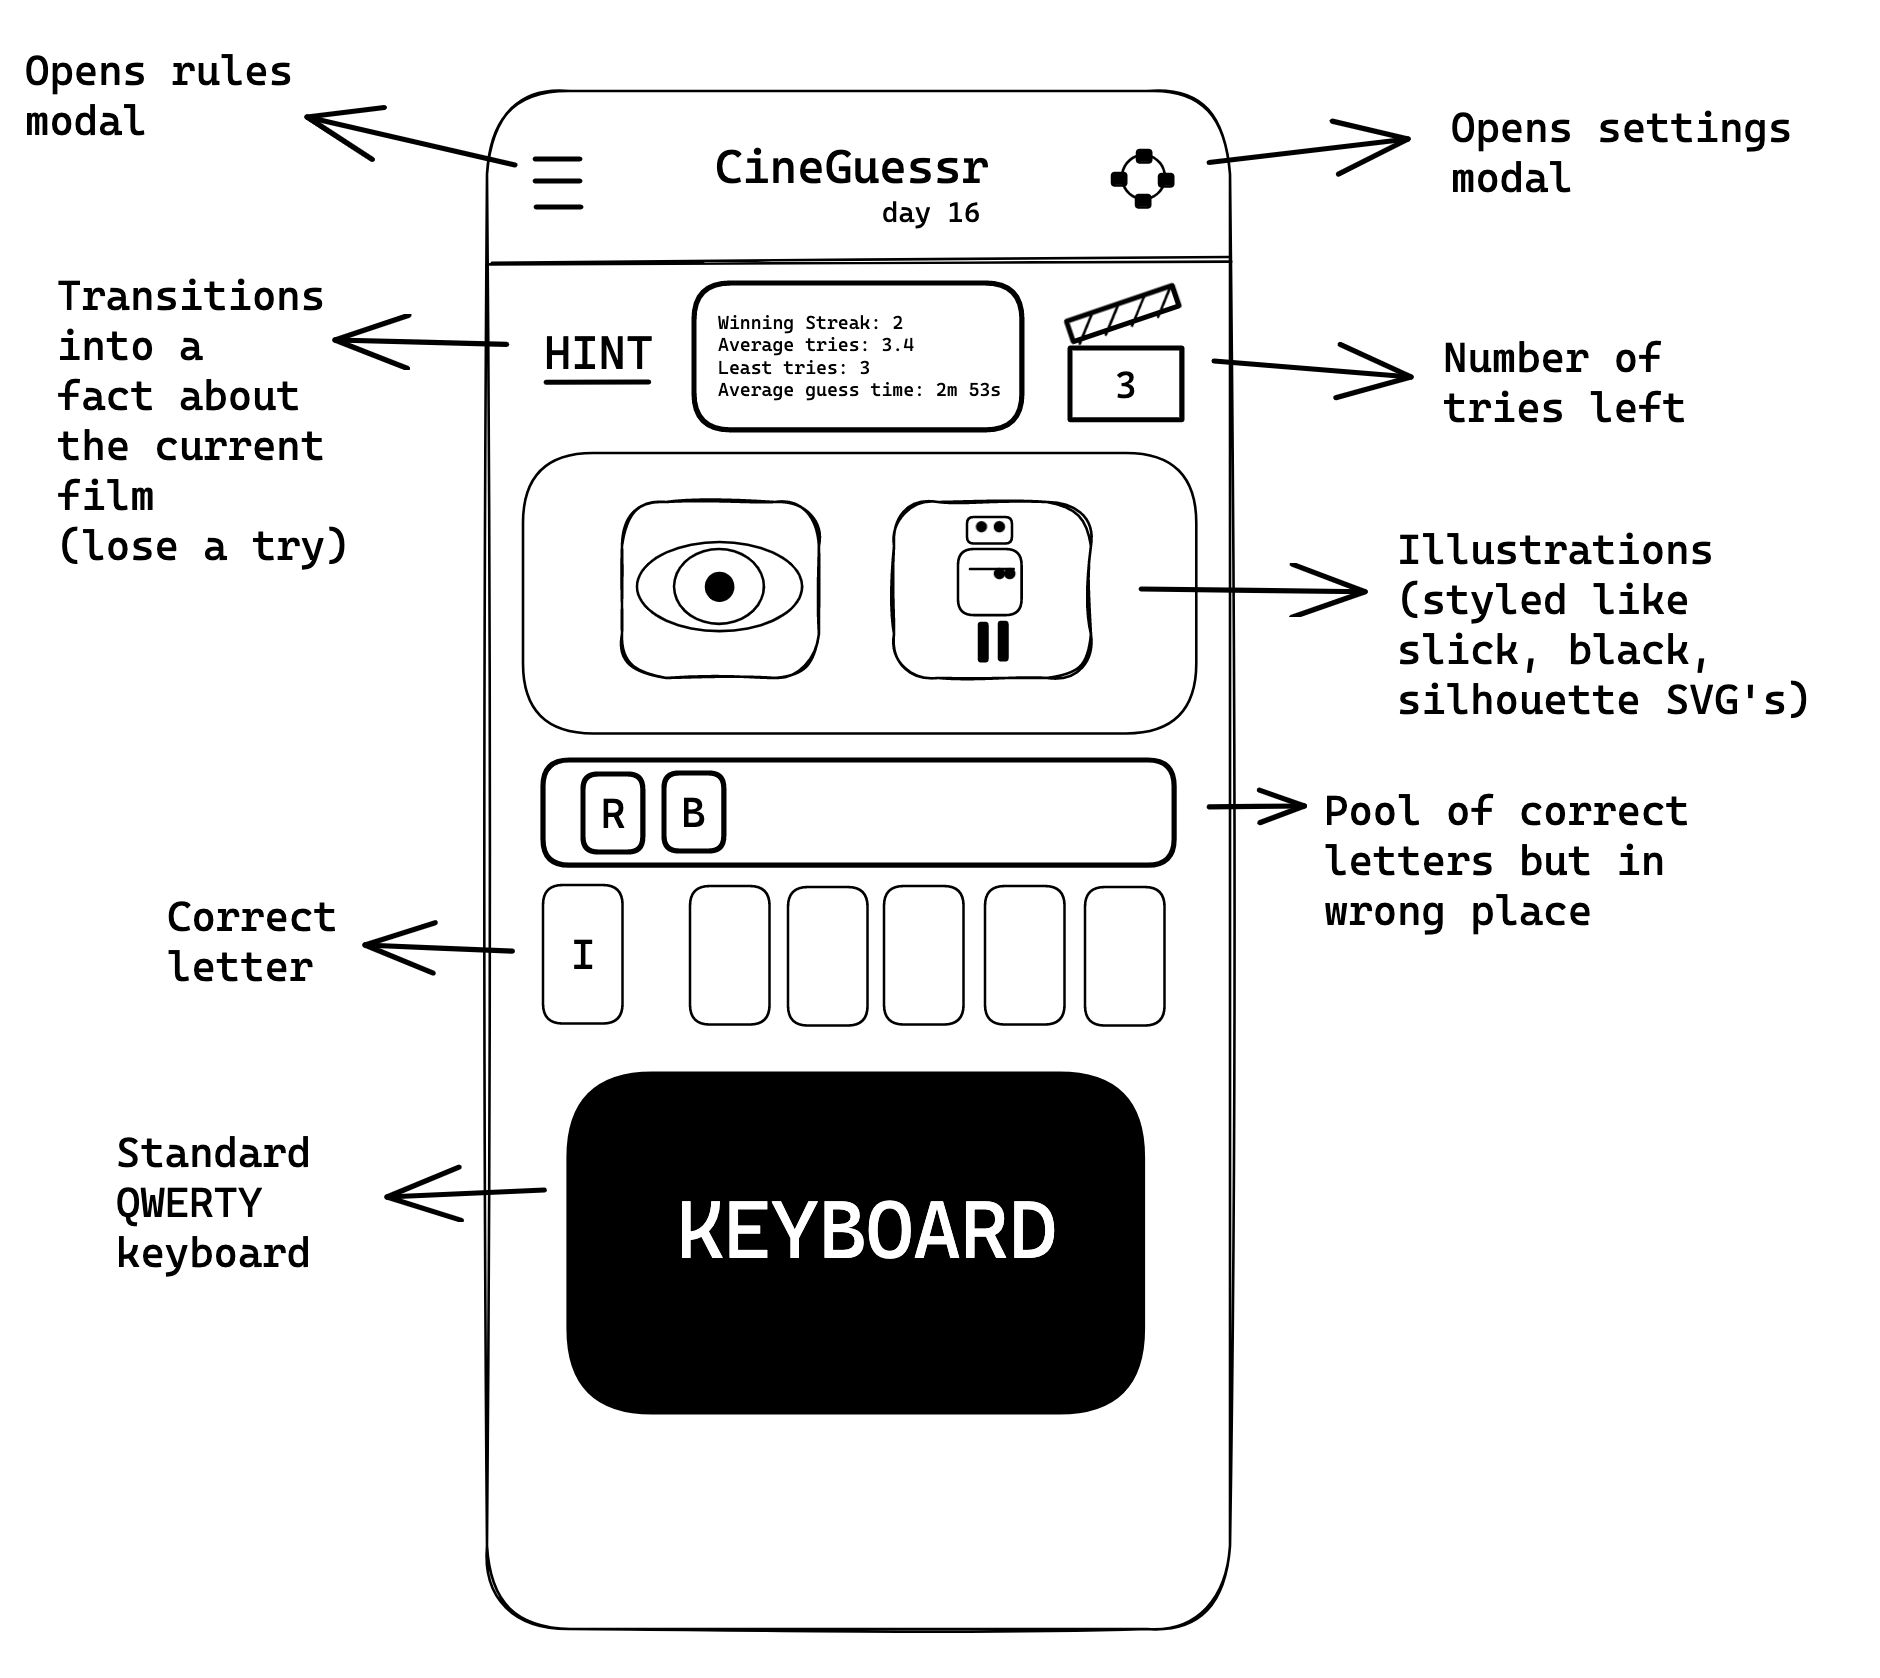 Opens rules
modal
CineGuessr
day 16
Opens settings
modal
Transitions
into a
fact about
the current
film
(lose a try)
HINT
Winning Streak: 2
Average tries: 3.4
Least tries: 3
Average guess time: 2m 53s
3
Number of
tries left
Illustrations
(styled like
slick, black,
silhouette SVG's)
R B
Pool of correct
letters but in
wrong place
Correct
letter
I
Standard
QWERTY
keyboard
KEYBOARD